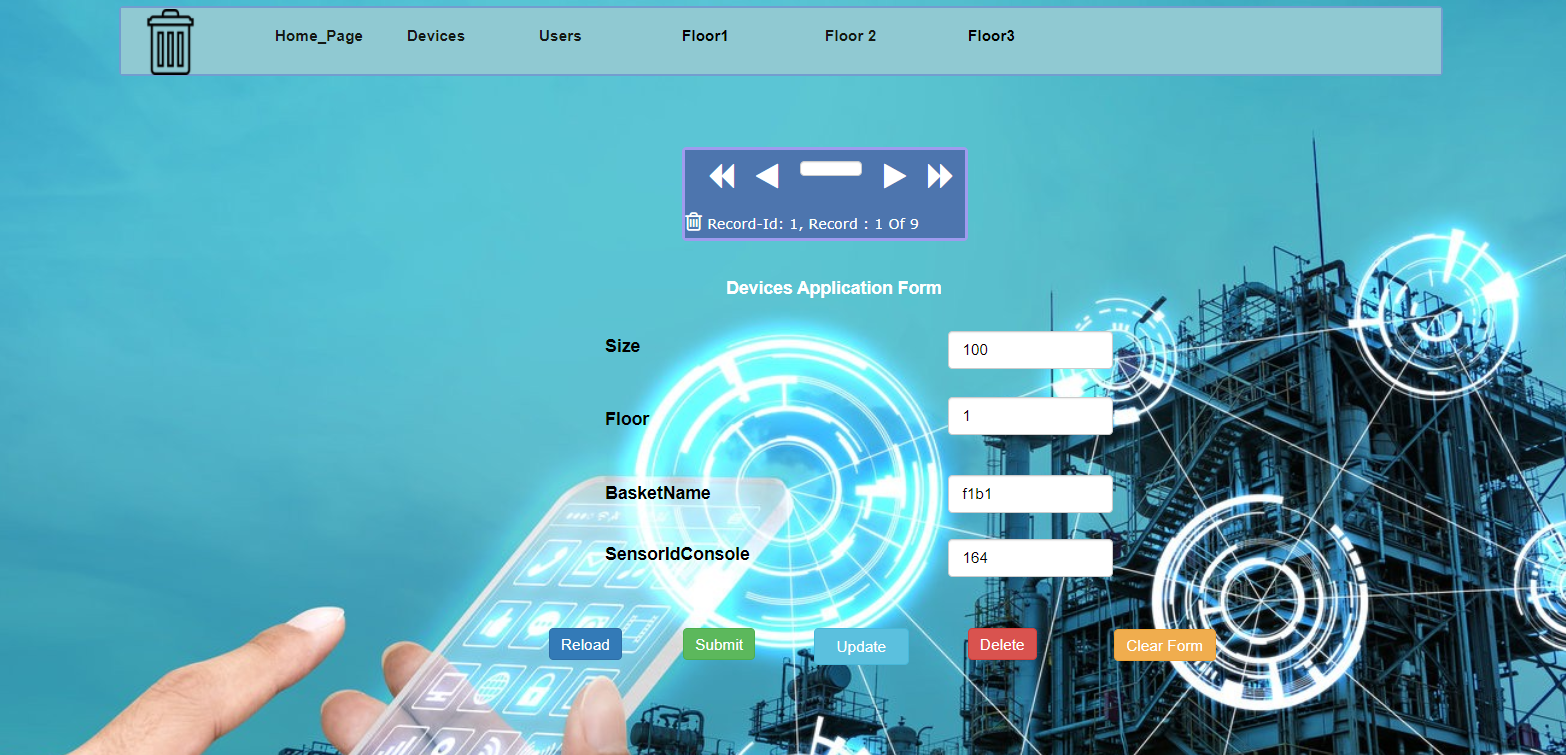 Home_Page Devices Users Floor1 Floor 2 Floor3
Record-Id: 1, Record : 1 Of 9
Devices Application Form
Size 100
Floor 1
BasketName f1b1
SensorIdConsole 164
Reload Submit Update Delete Clear Form